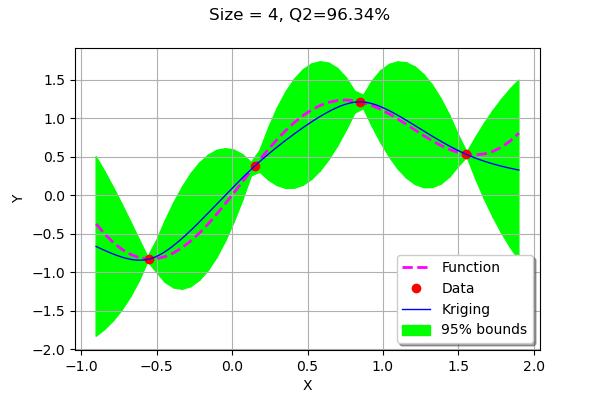 Size = 4, Q2=96.34%
Y
1.5
1.0
0.5
0.0
−0.5
−1.0
−1.5
−2.0
−1.0 −0.5 0.0 0.5 1.0 1.5 2.0
X
Function
Data
Kriging
95% bounds